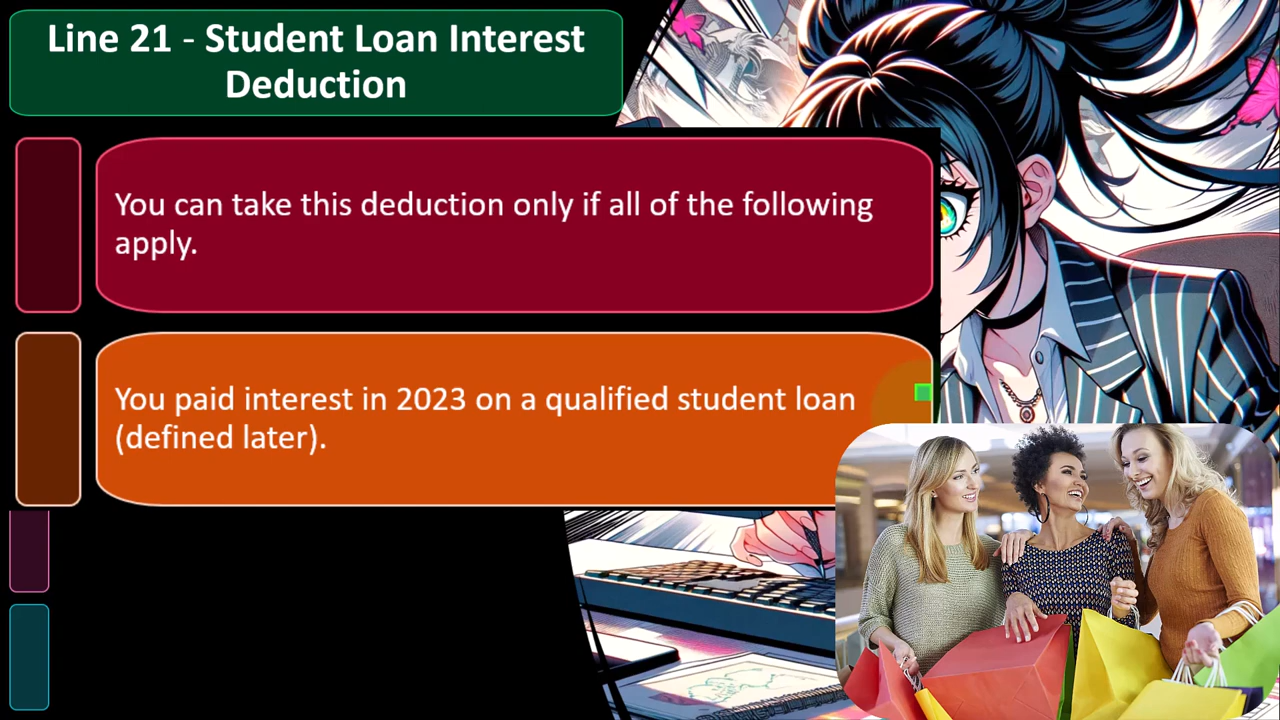 Line 21 - Student Loan Interest
Deduction
You can take this deduction only if all of the following
apply.
You paid interest in 2023 on a qualified student loan
(defined later).